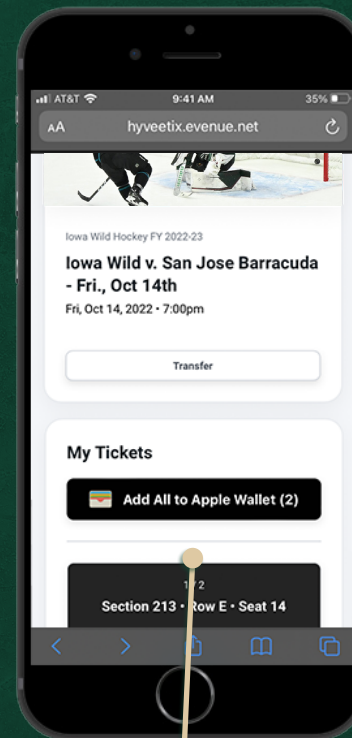 AT&T 9:41 AM 35%
AA hyveetix.evenue.net
Iowa Wild Hockey FY 2022-23
Iowa Wild v. San Jose Barracuda
- Fri., Oct 14th
Fri, Oct 14, 2022 • 7:00pm
Transfer
My Tickets
Add All to Apple Wallet (2)
1 / 2
Section 213 • Row E • Seat 14